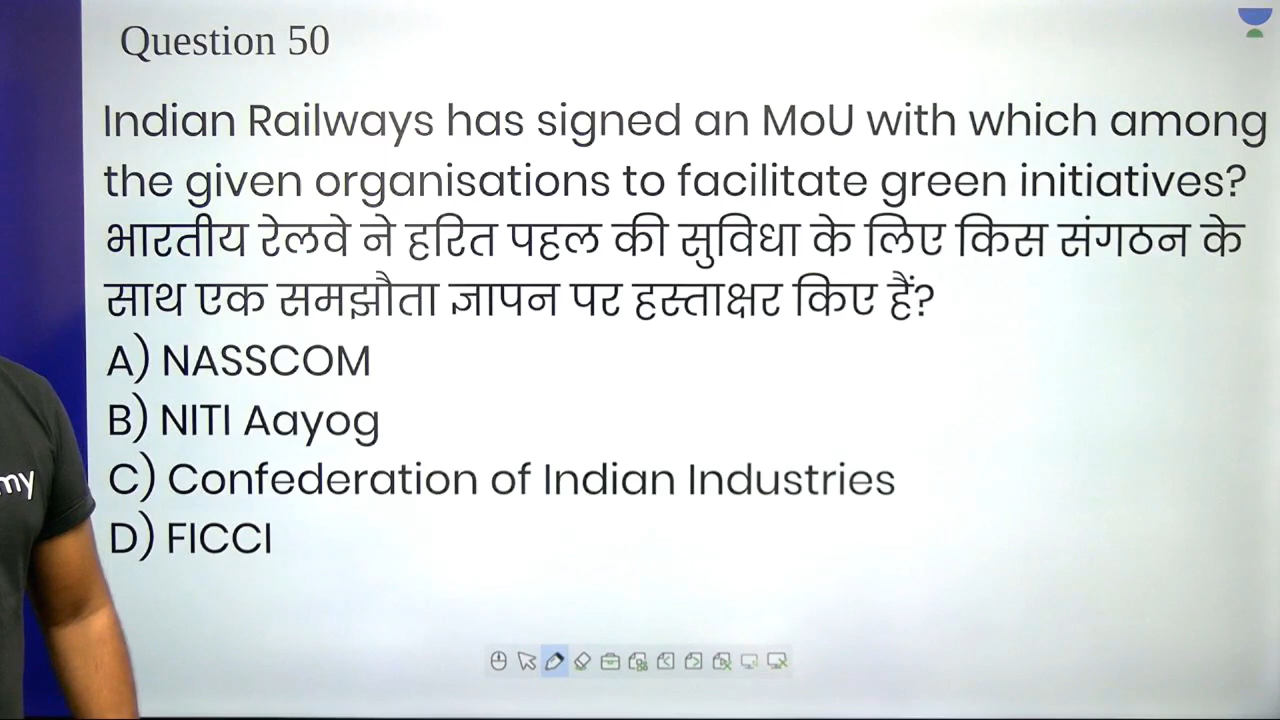 Question 50
Indian Railways has signed an MoU with which among
the given organisations to facilitate green initiatives?
भारतीय रेलवे ने हरित पहल की सुविधा के लिए किस संगठन के
साथ एक समझौता ज्ञापन पर हस्ताक्षर किए हैं?
A) NASSCOM
B) NITI Aayog
C) Confederation of Indian Industries
D) FICCI
my